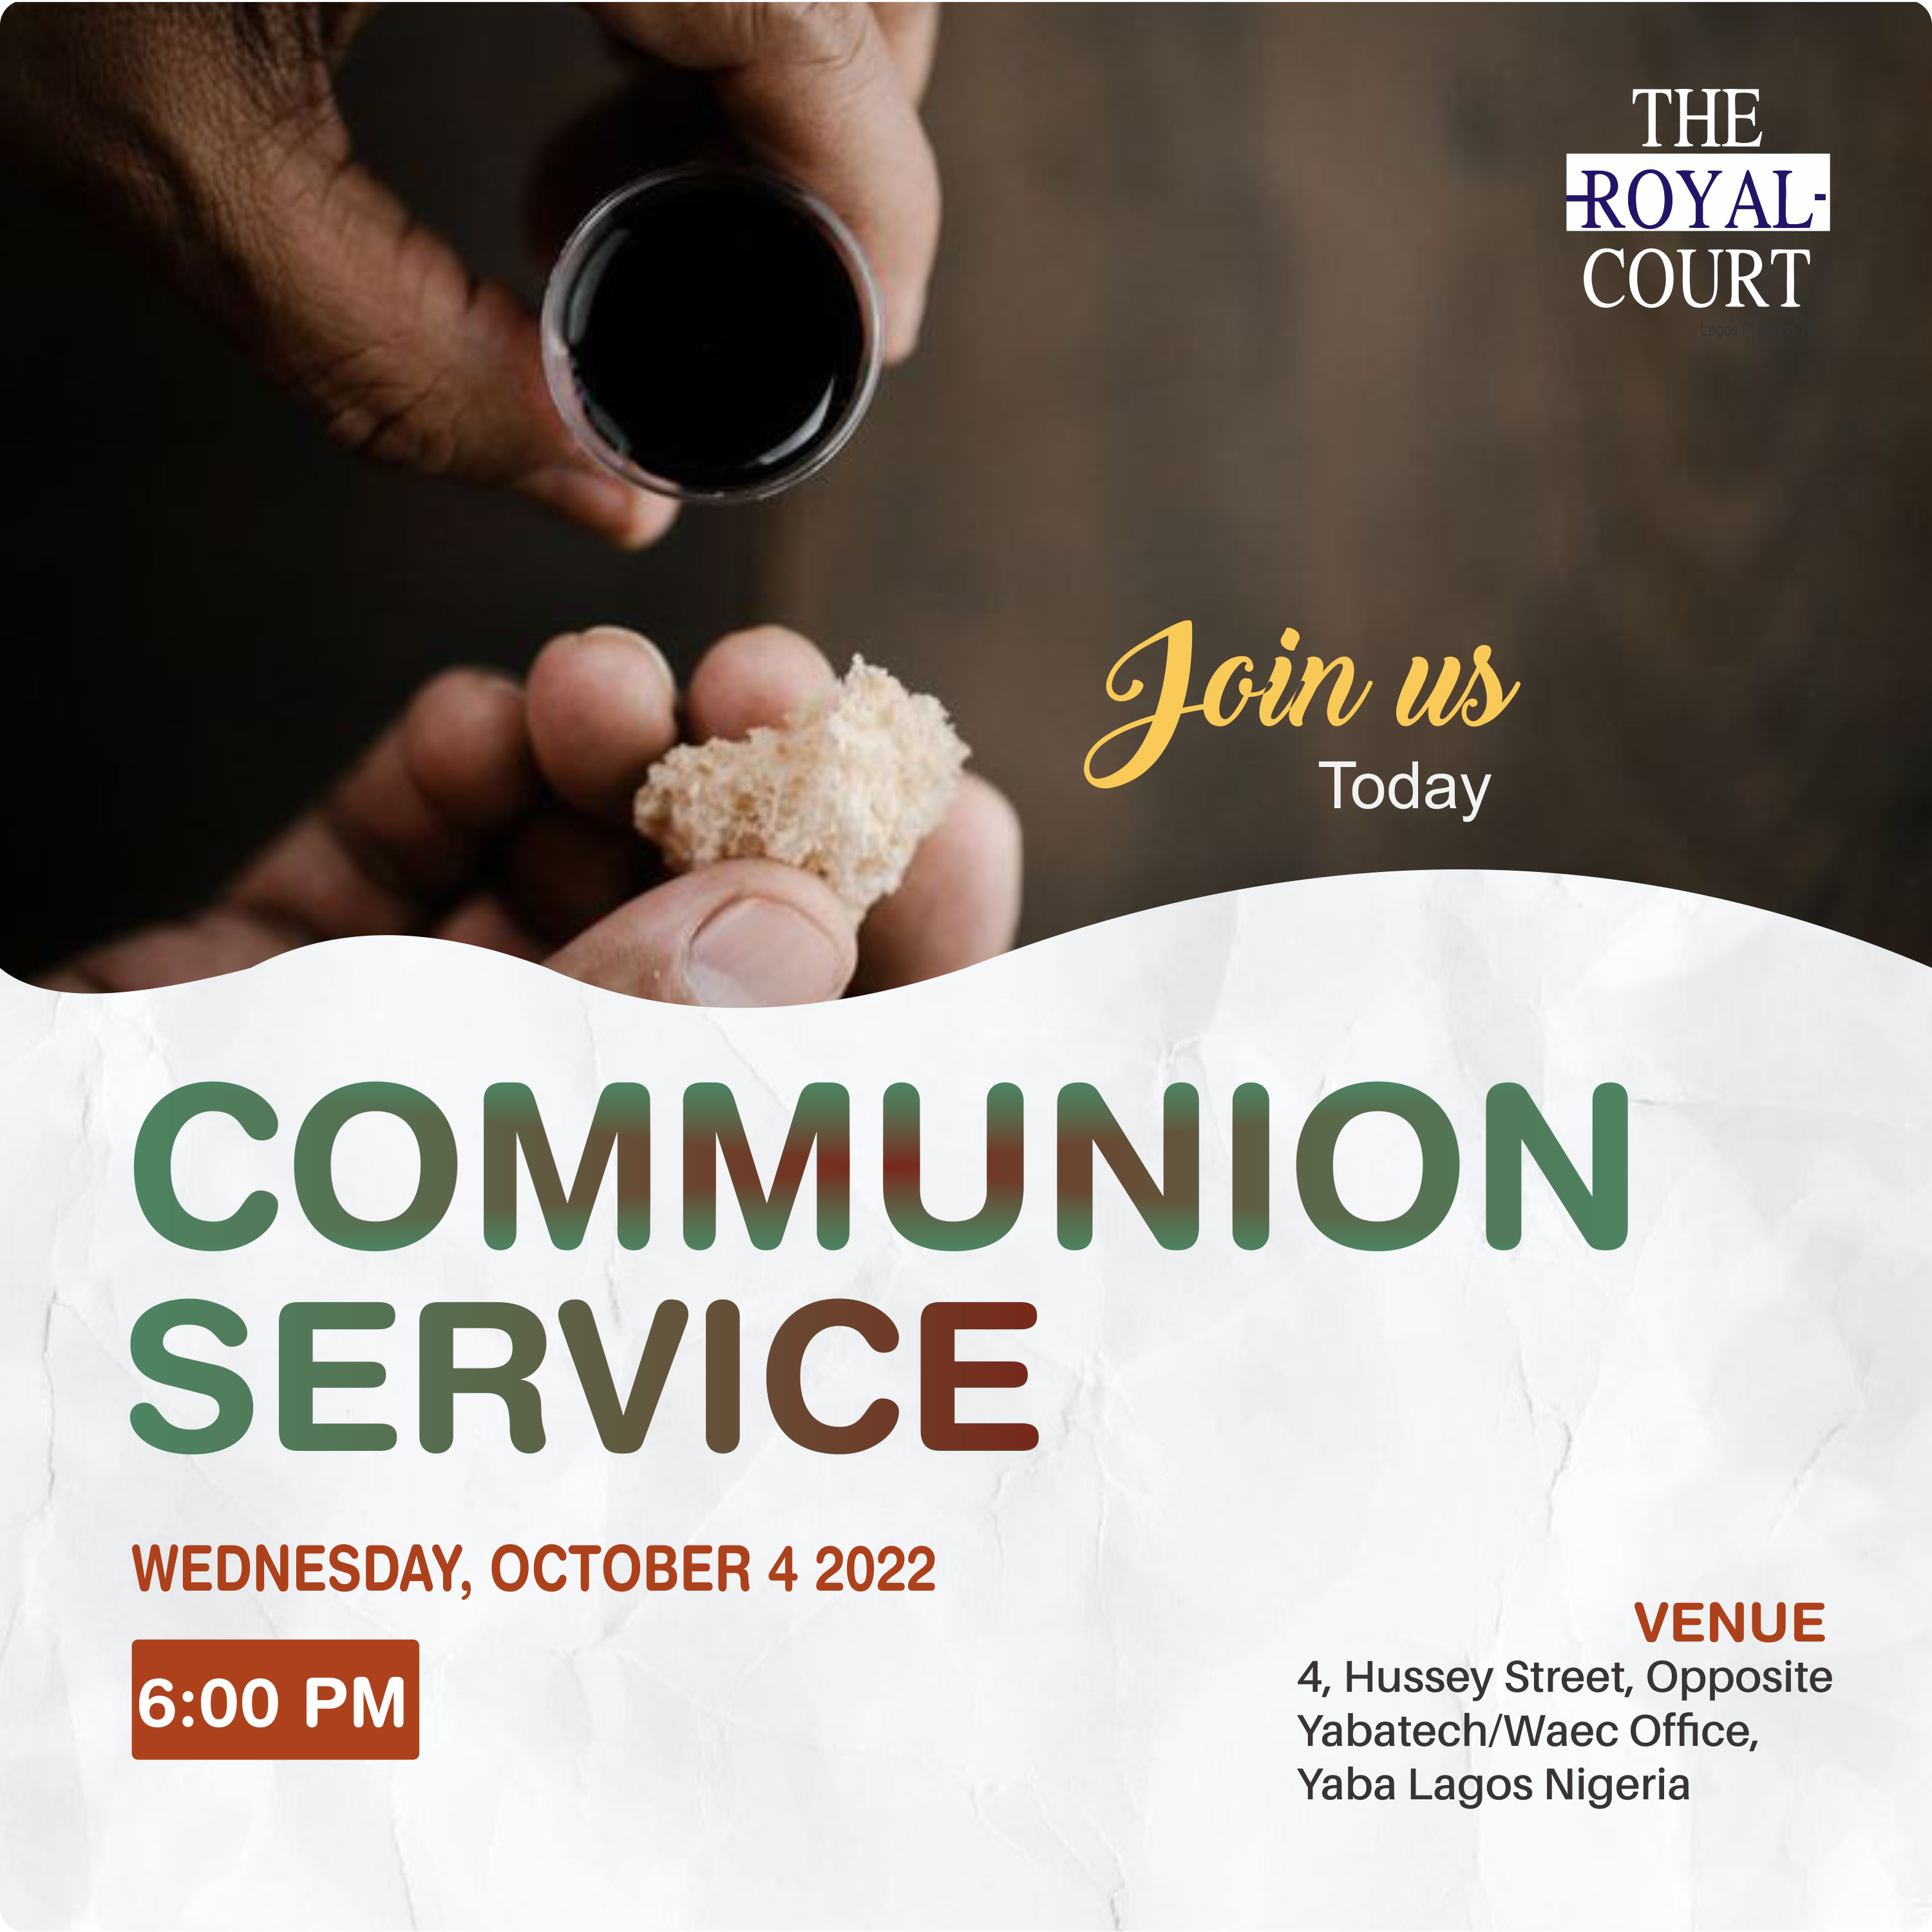 THE
ROYAL
COURT
Join us
Today
COMMUNION
SERVICE
WEDNESDAY, OCTOBER 4 2022
6:00 PM
VENUE
4, Hussey Street, Opposite
Yabatech/Waec Office,
Yaba Lagos Nigeria